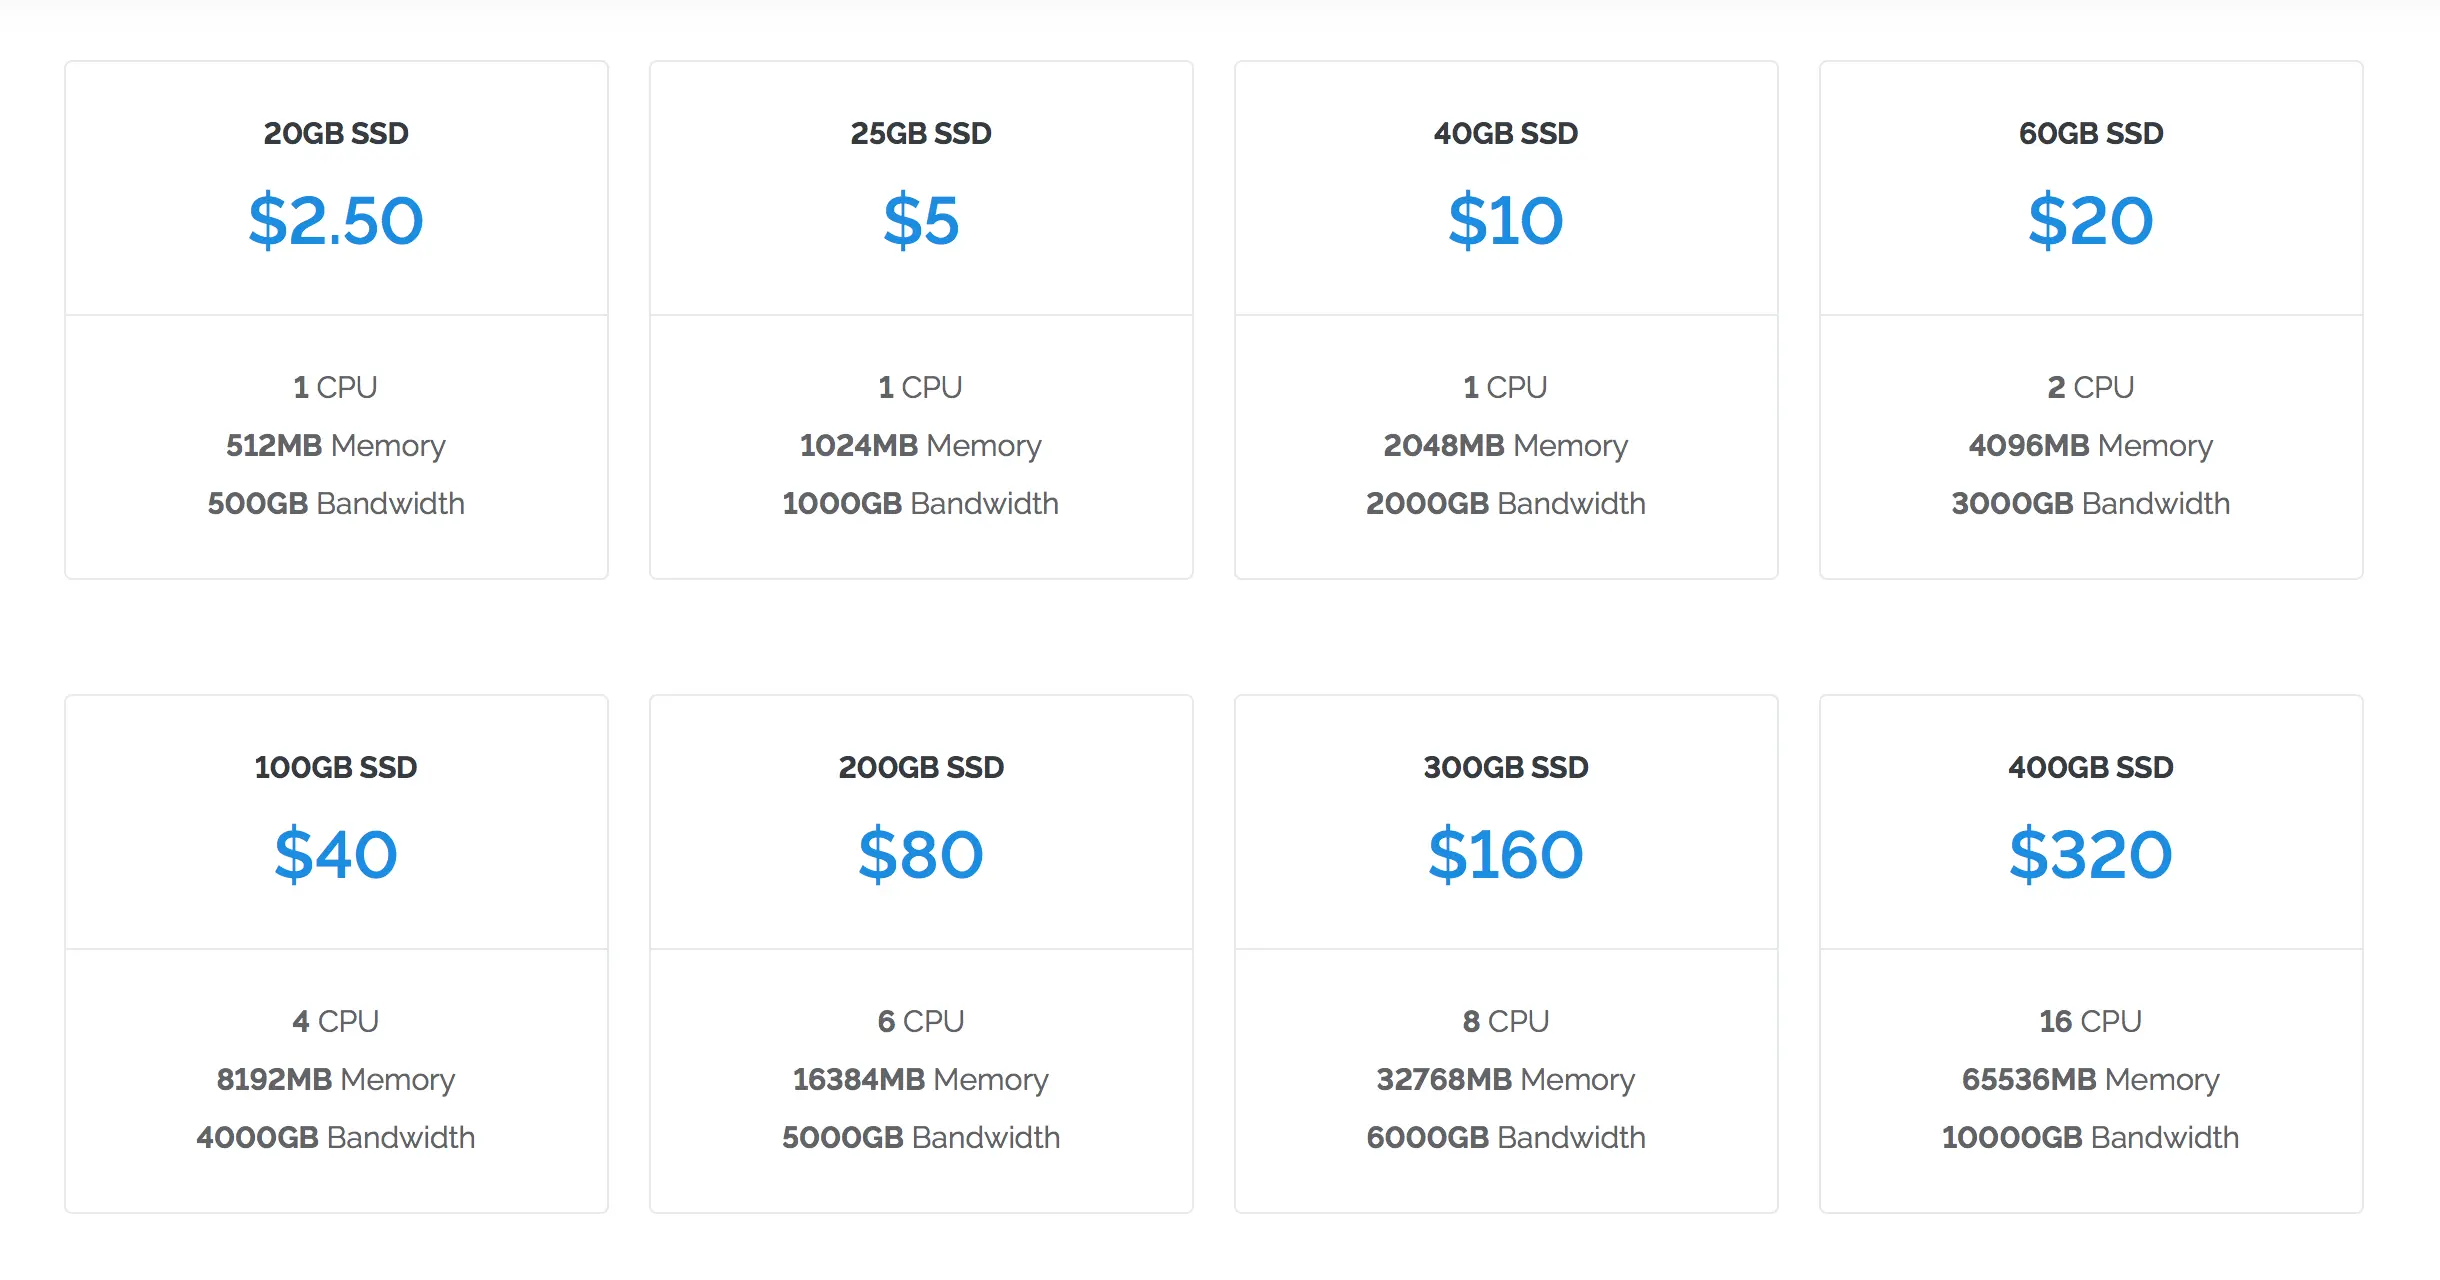 20GB SSD
$2.50
1 CPU
512MB Memory
500GB Bandwidth
25GB SSD
$5
1 CPU
1024MB Memory
1000GB Bandwidth
40GB SSD
$10
1 CPU
2048MB Memory
2000GB Bandwidth
60GB SSD
$20
2 CPU
4096MB Memory
3000GB Bandwidth
100GB SSD
$40
4 CPU
8192MB Memory
4000GB Bandwidth
200GB SSD
$80
6 CPU
16384MB Memory
5000GB Bandwidth
300GB SSD
$160
8 CPU
32768MB Memory
6000GB Bandwidth
400GB SSD
$320
16 CPU
65536MB Memory
10000GB Bandwidth